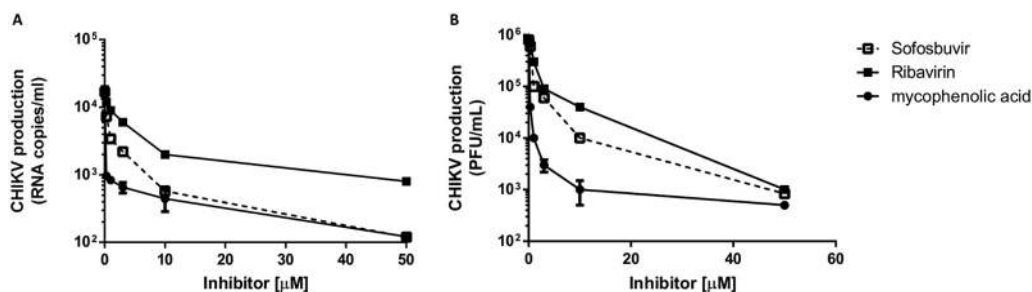 A
CHIKV production
(RNA copies/ml)
10⁵
10⁴
10³
10²
0 10 20 30 40 50
Inhibitor [μM]
B
CHIKV production
(PFU/mL)
10⁶
10⁵
10⁴
10³
10²
0 20 40 60
Inhibitor [μM]
Sofosbuvir
Ribavirin
mycophenolic acid